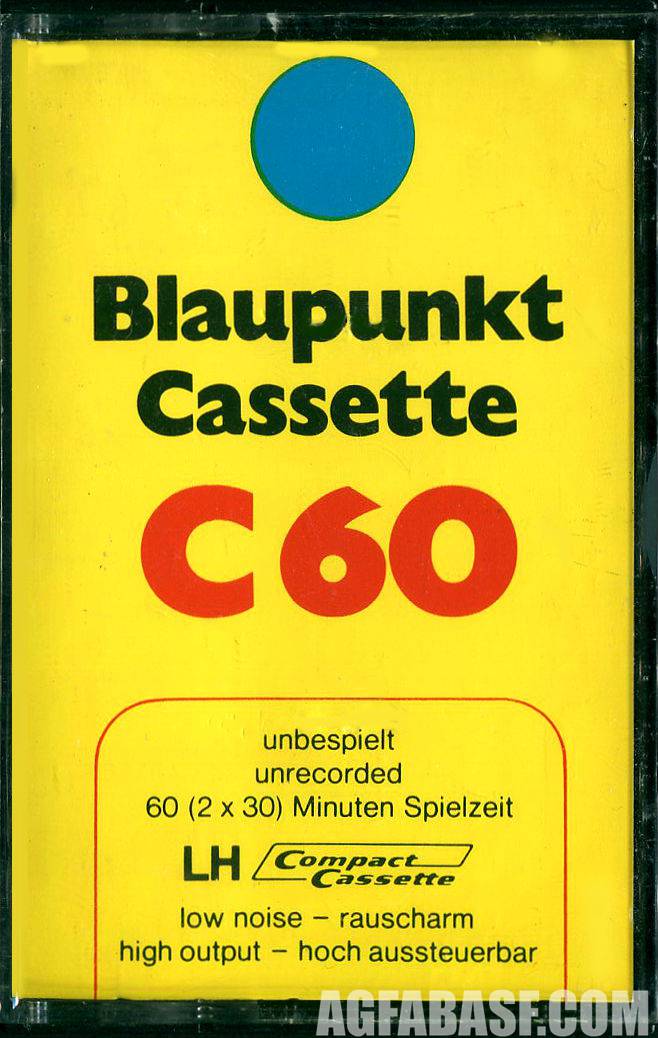 Blaupunkt
Cassette
C 60
unbespielt
unrecorded
60 (2 x 30) Minuten Spielzeit
LH Compact Cassette
low noise – rauscharm
high output – hoch aussteuerbar
AGFABASF.COM